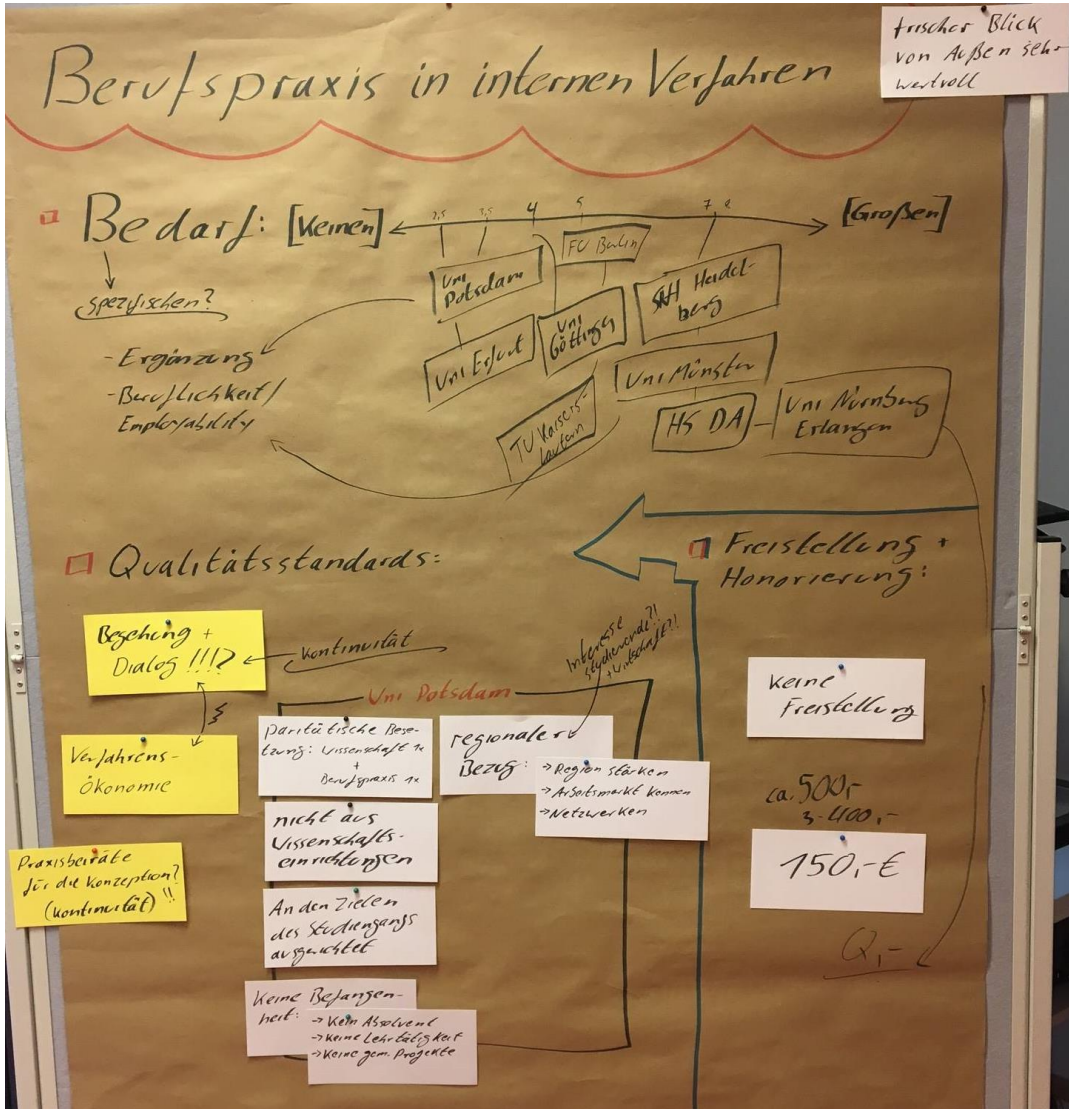 frischer Blick
von Außen sehr
wertvoll
Berufspraxis in internen Verfahren
Bedarf: [Keinen] [Großen]
2,5 3,5 4 5 7 8
spezifischen?
- Ergänzung
- Beruflichkeit/
Employability
Uni
Potsdam
FU Berlin
SRH Heidel-
berg
Uni Erfurt
Uni
Göttingen
Uni Münster
TU Kaisers-
lautern
HS DA
Uni Nürnberg
Erlangen
Qualitätsstandards:
Begehung +
Dialog !!!?
Kontinuität
Verfahrens-
Ökonomie
Praxisbeiräte
für die Konzeption?
(Kontinuität) !!
Interesse
Studierende?!
+ Wirtschaft?!
Uni Potsdam
paritätische Bese-
tzung: Wissenschaft 1x
+
Berufspraxis 1x
regionaler
Bezug:
→ Region stärken
→ Arbeitsmarkt kennen
→ Netzwerken
nicht aus
Wissenschafts-
einrichtungen
An den Zielen
des Studiengangs
ausgerichtet
Keine Befangen-
heit:
→ Kein Absolvent
→ Keine Lehrtätigkeit
→ Keine gem. Projekte
Freistellung +
Honorierung:
Keine
Freistellung
ca. 500,-
3-400,-
150,-€